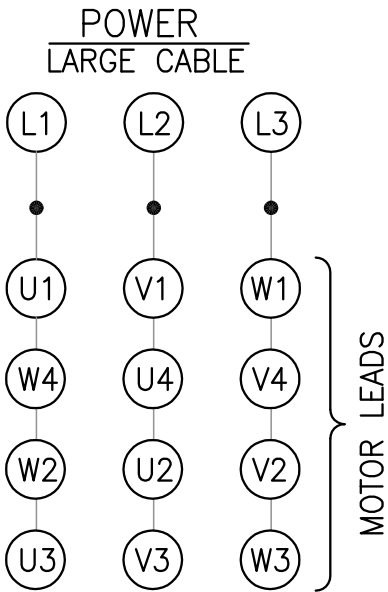 POWER
LARGE CABLE
L1 L2 L3
U1 V1 W1
W4 U4 V4
W2 U2 V2
U3 V3 W3
MOTOR LEADS